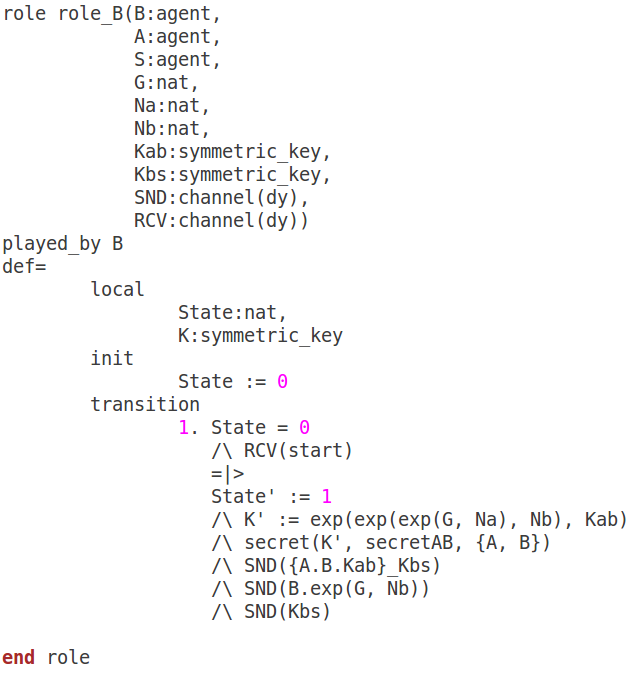 role role_B(B:agent,
            A:agent,
            S:agent,
            G:nat,
            Na:nat,
            Nb:nat,
            Kab:symmetric_key,
            Kbs:symmetric_key,
            SND:channel(dy),
            RCV:channel(dy))
played_by B
def=
        local
                State:nat,
                K:symmetric_key
        init
                State := 0
        transition
                1. State = 0
                   /\ RCV(start)
                   =|>
                   State' := 1
                   /\ K' := exp(exp(exp(G, Na), Nb), Kab)
                   /\ secret(K', secretAB, {A, B})
                   /\ SND({A.B.Kab}_Kbs)
                   /\ SND(B.exp(G, Nb))
                   /\ SND(Kbs)
end role